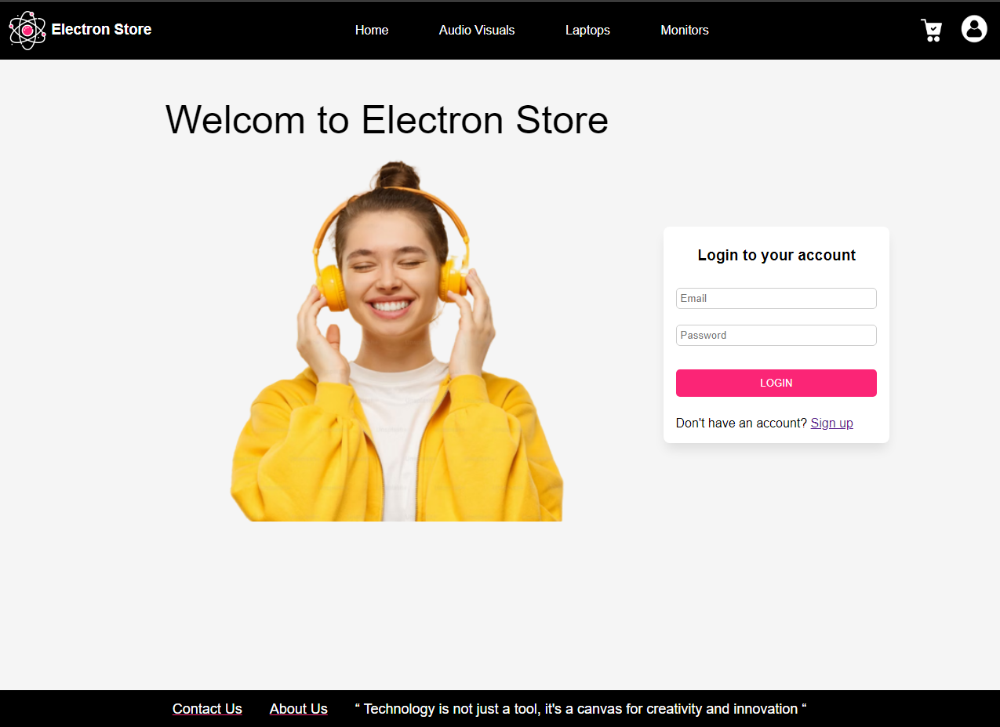 Electron Store
Home
Audio Visuals
Laptops
Monitors
Welcom to Electron Store
Login to your account
Email
Password
LOGIN
Don't have an account? Sign up
Contact Us
About Us
“ Technology is not just a tool, it's a canvas for creativity and innovation “